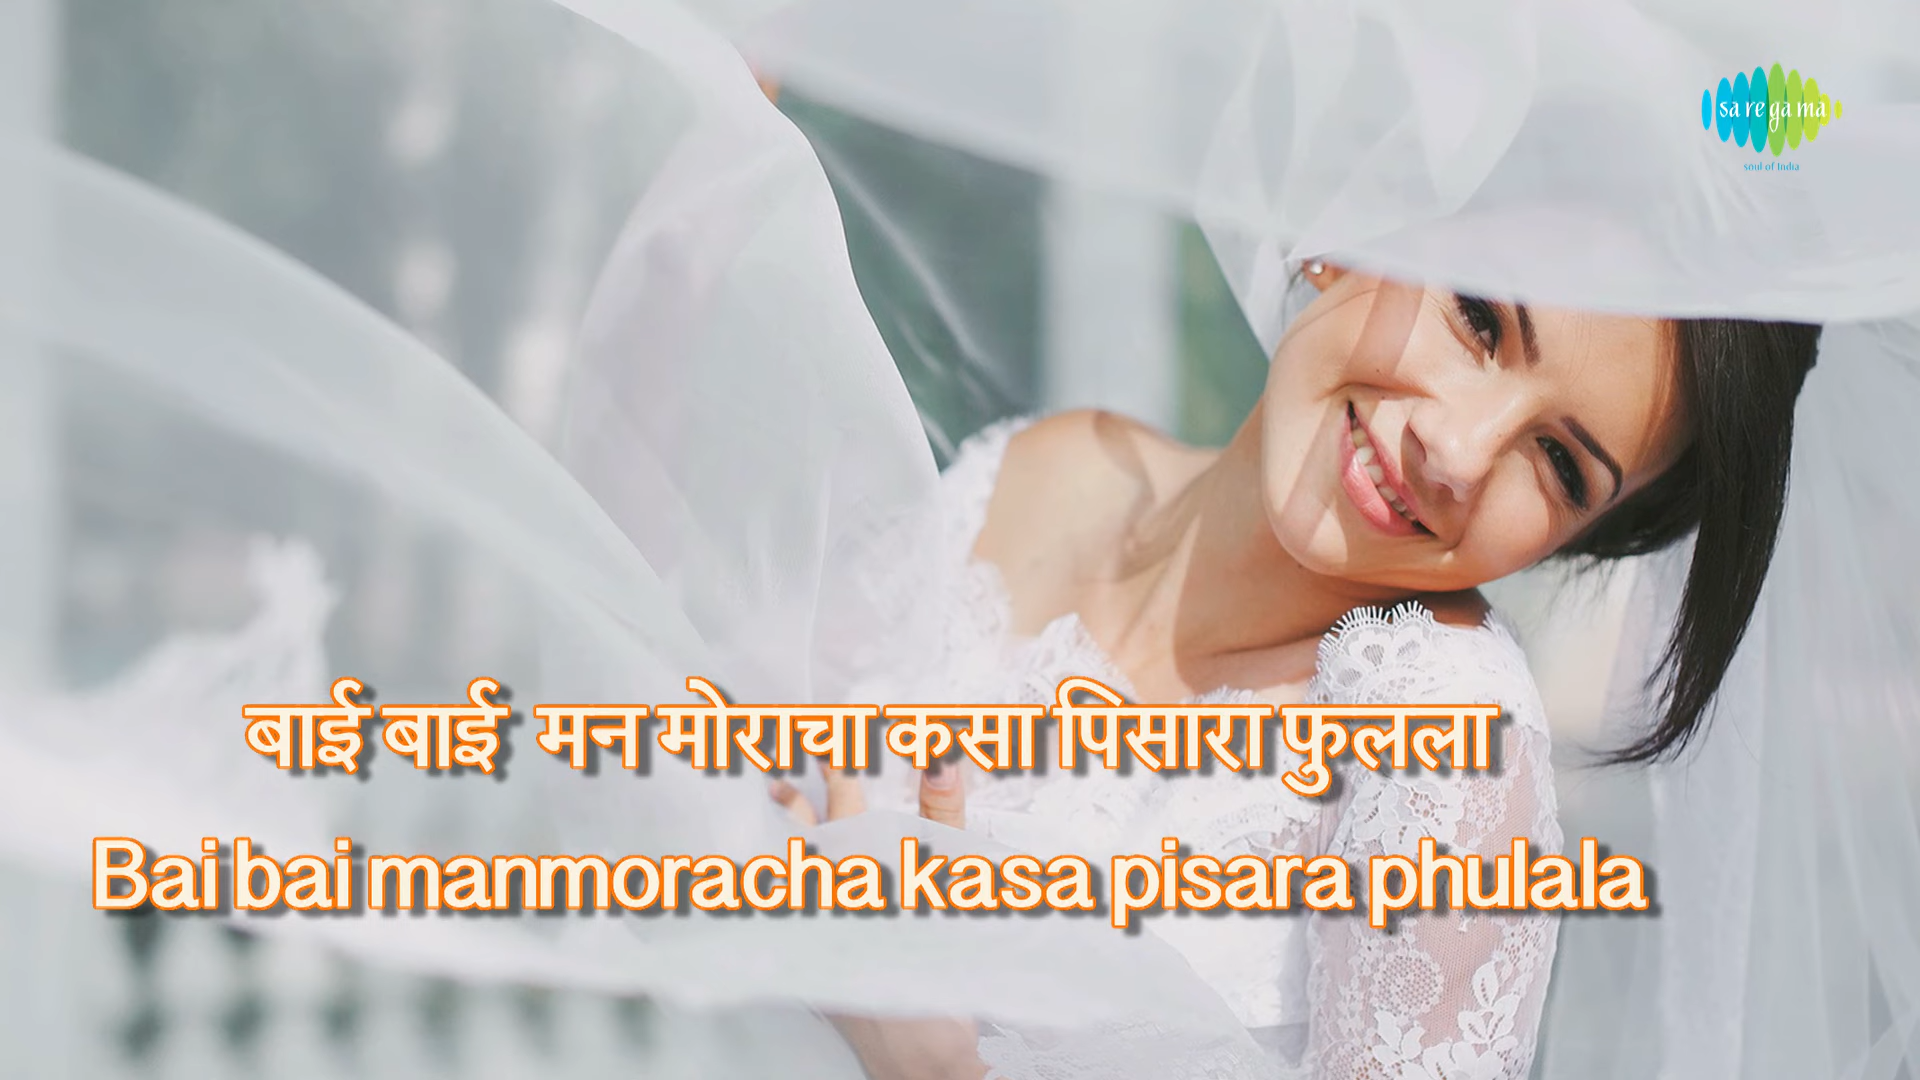 sa re ga ma
soul of India
बाई बाई मन मोराचा कसा पिसारा फुलला
Bai bai manmoracha kasa pisara phulala